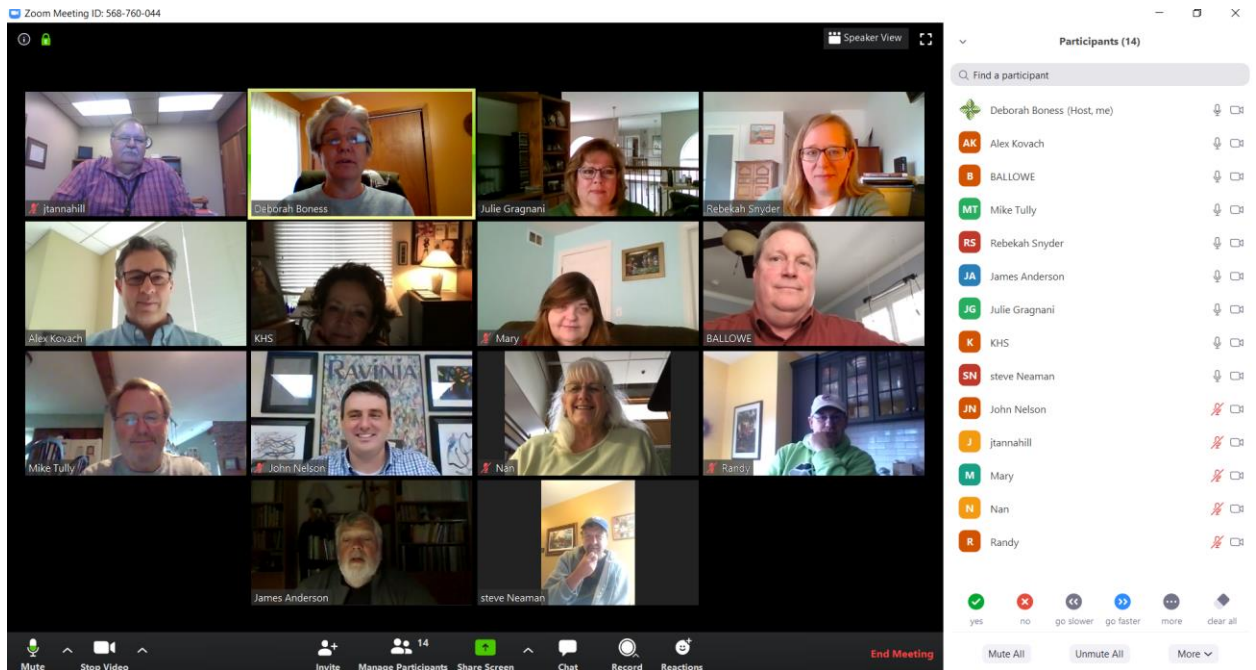 Zoom Meeting ID: 568-760-044
Speaker View
jtannahill
Deborah Boness
Julie Gragnani
Rebekah Snyder
Alex Kovach
KHS
Mary
BALLOWE
Mike Tully
RAVINIA
John Nelson
Nan
Randy
James Anderson
steve Neaman
Mute
Stop Video
Invite
Manage Participants
14
Share Screen
Chat
Record
Reactions
End Meeting
Participants (14)
Find a participant
Deborah Boness (Host, me)
AK Alex Kovach
B BALLOWE
MT Mike Tully
RS Rebekah Snyder
JA James Anderson
JG Julie Gragnani
K KHS
SN steve Neaman
JN John Nelson
J jtannahill
M Mary
N Nan
R Randy
yes no go slower go faster more clear all
Mute All Unmute All More